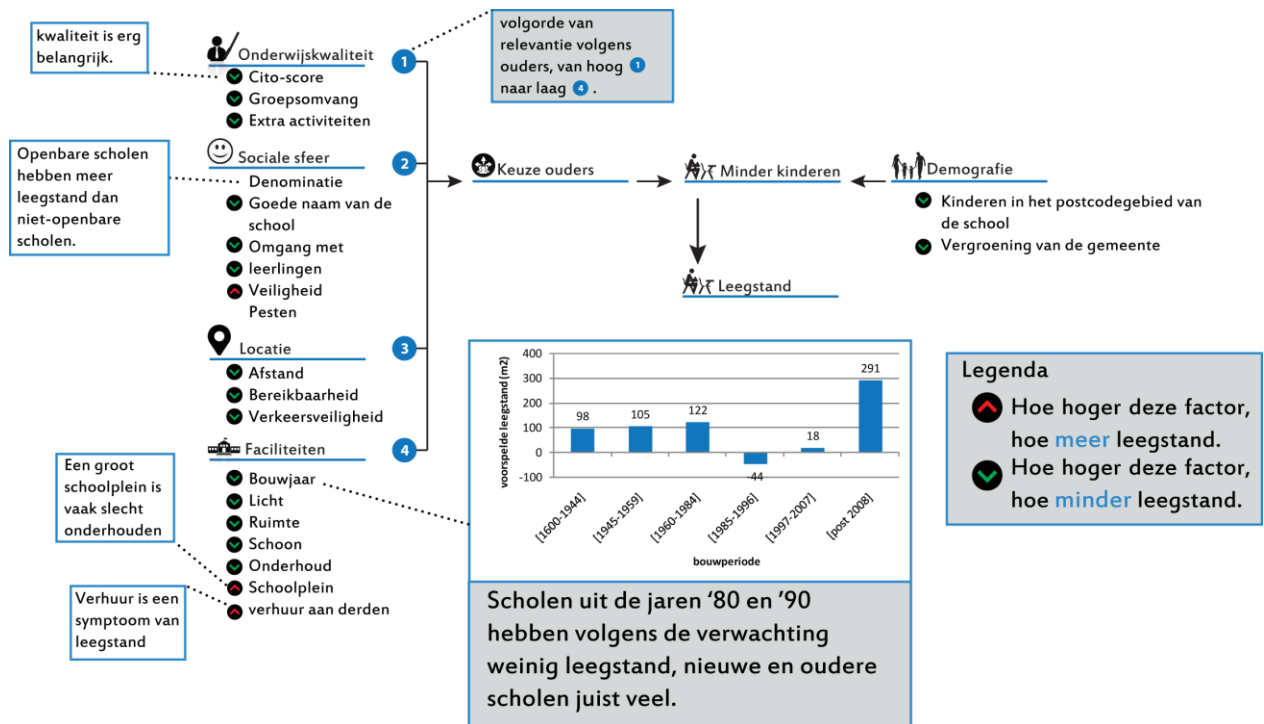 kwaliteit is erg
belangrijk.
Onderwijskwaliteit
1
Cito-score
Groepsomvang
Extra activiteiten
volgorde van
relevantie volgens
ouders, van hoog 1
naar laag 4 .
Openbare scholen
hebben meer
leegstand dan
niet-openbare
scholen.
Sociale sfeer
2
Denominatie
Goede naam van de
school
Omgang met
leerlingen
Veiligheid
Pesten
Keuze ouders
Minder kinderen
Demografie
Kinderen in het postcodegebied van
de school
Vergroening van de gemeente
Leegstand
Locatie
3
Afstand
Bereikbaarheid
Verkeersveiligheid
Faciliteiten
4
Bouwjaar
Licht
Ruimte
Schoon
Onderhoud
Schoolplein
verhuur aan derden
Een groot
schoolplein is
vaak slecht
onderhouden
Verhuur is een
symptoom van
leegstand
voorspelde leegstand (m2)
400
300
200
100
0
-100
98
105
122
-44
18
291
[1600-1944]
[1945-1959]
[1960-1984]
[1985-1996]
[1997-2007]
[post 2008]
bouwperiode
Scholen uit de jaren ‘80 en ’90
hebben volgens de verwachting
weinig leegstand, nieuwe en oudere
scholen juist veel.
Legenda
Hoe hoger deze factor,
hoe meer leegstand.
Hoe hoger deze factor,
hoe minder leegstand.